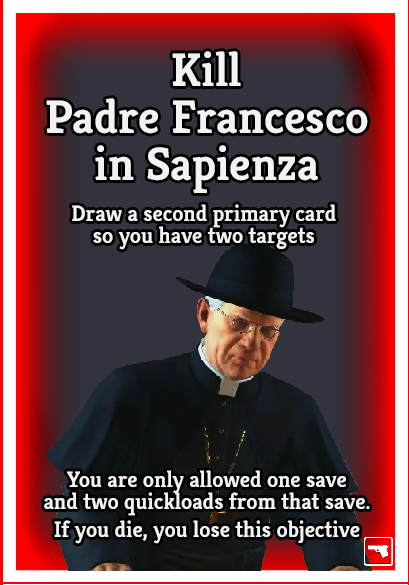 Kill
Padre Francesco
in Sapienza
Draw a second primary card
so you have two targets
You are only allowed one save
and two quickloads from that save.
If you die, you lose this objective